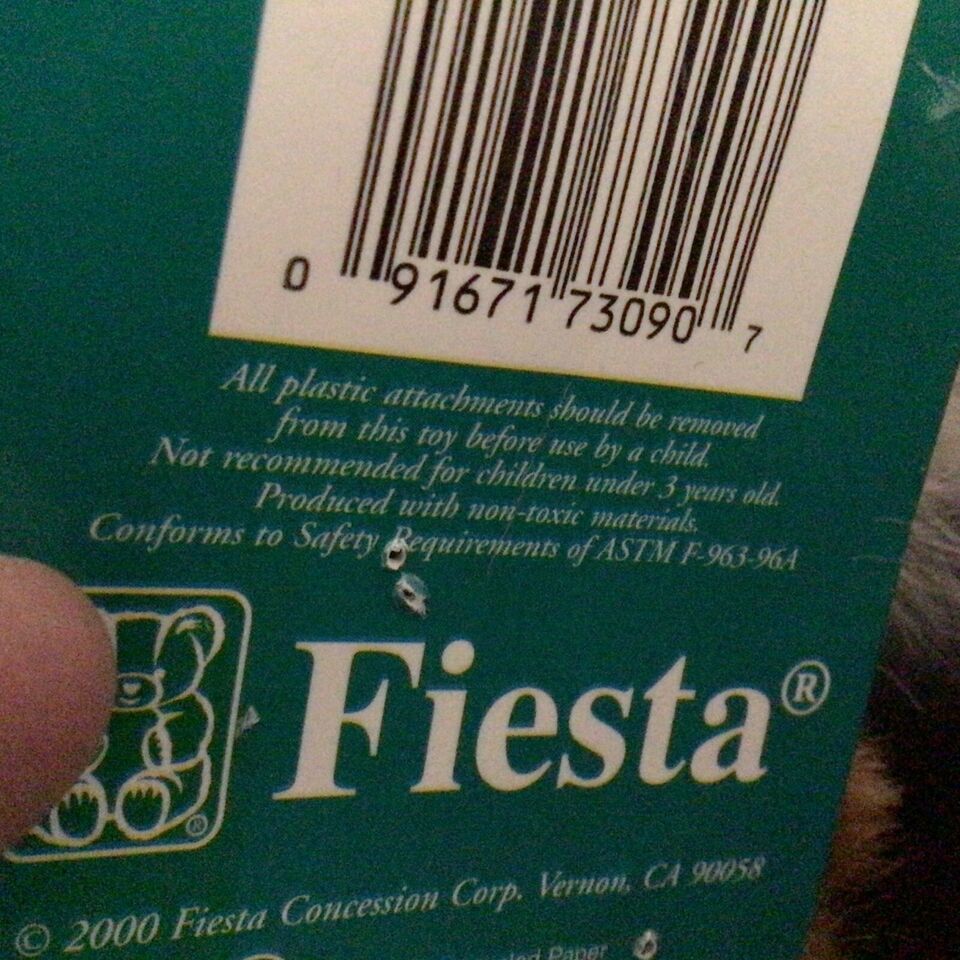 0 91671 73090 7
All plastic attachments should be removed
from this toy before use by a child.
Not recommended for children under 3 years old.
Produced with non-toxic materials.
Conforms to Safety Requirements of ASTM F-963-96A
Fiesta®
®
© 2000 Fiesta Concession Corp. Vernon, CA 90058
Paper